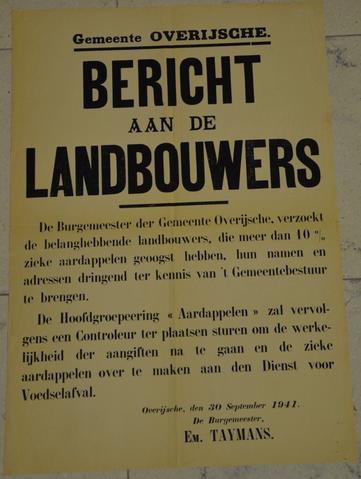 Gemeente OVERIJSCHE.
BERICHT
AAN DE
LANDBOUWERS
De Burgemeester der Gemeente Overijsche, verzoekt
de belanghebbende landbouwers, die meer dan 10 %
zieke aardappelen geoogst hebben, hun namen en
adressen dringend ter kennis van 't Gemeentebestuur
te brengen.
De Hoofdgroepeering « Aardappelen » zal vervol-
gens een Controleur ter plaatsen sturen om de werke-
lijkheid der aangiften na te gaan en de zieke
aardappelen over te maken aan den Dienst voor
Voedselafval.
Overijsche, den 30 September 1941.
De Burgemeester,
EM. TAYMANS.